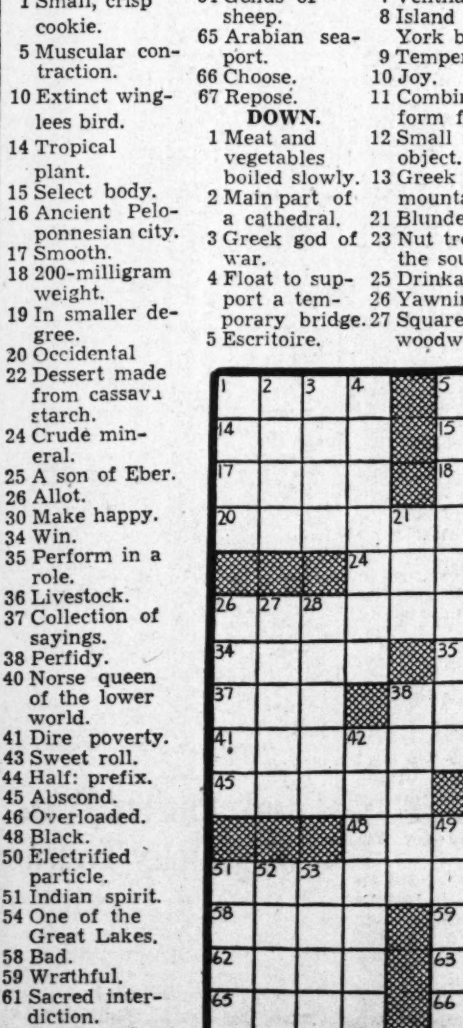 1 Small, crisp
cookie.
5 Muscular con-
traction.
10 Extinct wing-
lees bird.
14 Tropical
plant.
15 Select body.
16 Ancient Pelo-
ponnesian city.
17 Smooth.
18 200-milligram
weight.
19 In smaller de-
gree.
20 Occidental
22 Dessert made
from cassava
starch.
24 Crude min-
eral.
25 A son of Eber.
26 Allot.
30 Make happy.
34 Win.
35 Perform in a
role.
36 Livestock.
37 Collection of
sayings.
38 Perfidy.
40 Norse queen
of the lower
world.
41 Dire poverty.
43 Sweet roll.
44 Half: prefix.
45 Abscond.
46 Overloaded.
48 Black.
50 Electrified
particle.
51 Indian spirit.
54 One of the
Great Lakes.
58 Bad.
59 Wrathful.
61 Sacred inter-
diction.
sheep.
65 Arabian sea-
port.
66 Choose.
67 Repose.
DOWN.
1 Meat and
vegetables
boiled slowly.
2 Main part of
a cathedral.
3 Greek god of
war.
4 Float to sup-
port a tem-
porary bridge.
5 Escritoire.
8 Island
York b
9 Temper
10 Joy.
11 Combin
form f
12 Small
object.
13 Greek
mounta
21 Blunde
23 Nut tre
the sou
25 Drinka
26 Yawnin
27 Square
woodw
1 2 3 4 5
14 15
17 18
20 21
24
26 27 28
34 35
37 38
41 42
45
48 49
51 52 53
58 59
62 63
65 66